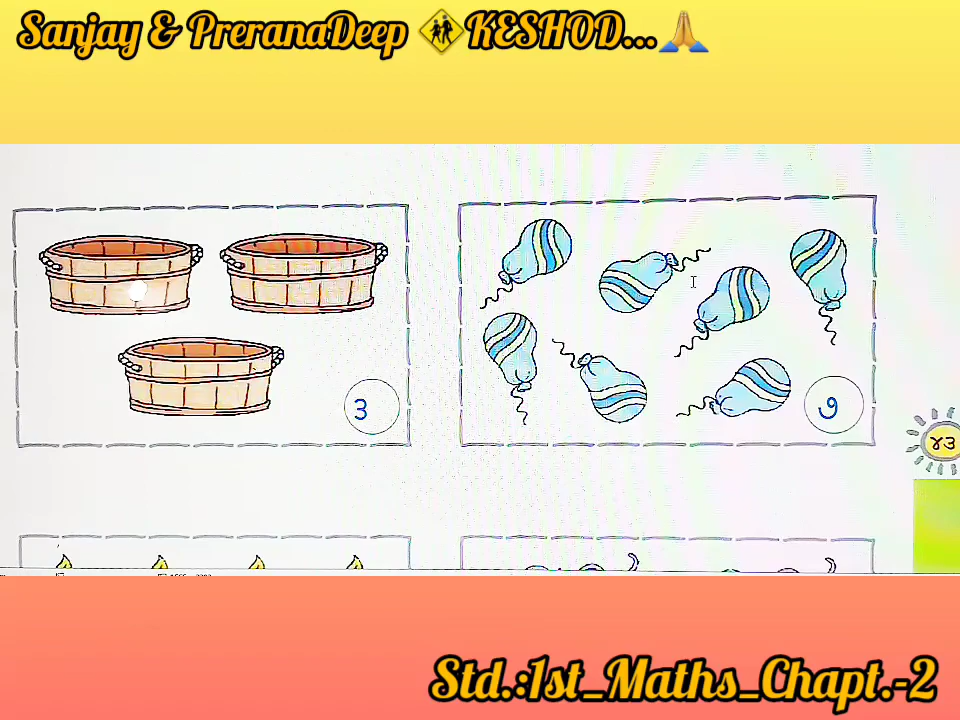 Sanjay & PreranaDeep 🚸KESHOD...🙏
૩
૭
૪૩
Std.:1st_Maths_Chapt.-2